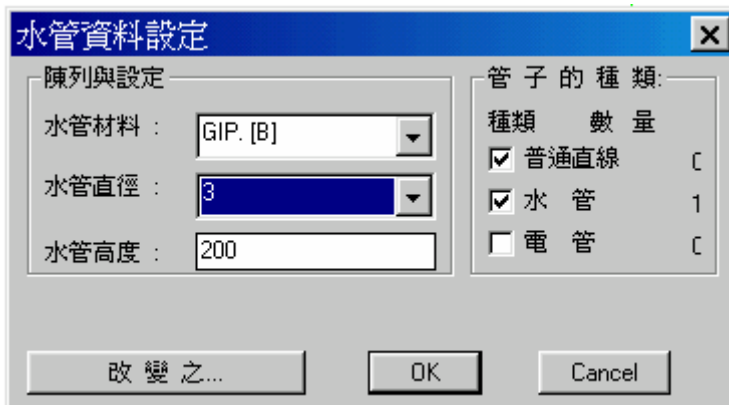 水管資料設定
陳列與設定
水管材料 : GIP. [B]
水管直徑 : 3
水管高度 : 200
管 子 的 種 類:
種類 數 量
普通直線
水 管 1
電 管
改 變 之...
OK
Cancel